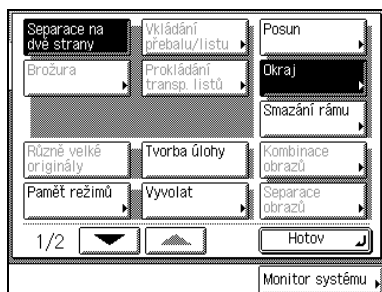 Separace na
dvě strany
Vkládání
přebalu/listu
Posun
Brožura
Prokládání
transp. listů
Okraj
Smazání rámu
Různě velké
originály
Tvorba úlohy
Kombinace
obrazů
Paměť režimů
Vyvolat
Separace
obrazů
1/2
Hotov
Monitor systému